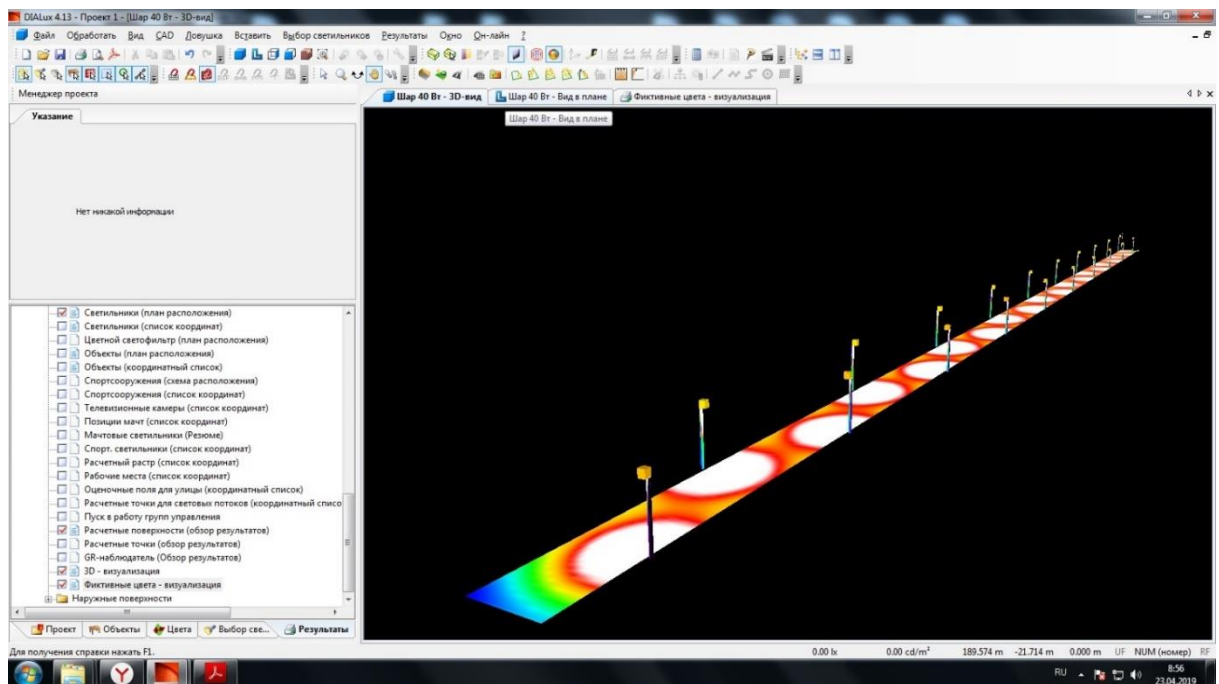 DIALux 4.13 - Проект 1 - [Шар 40 Вт - 3D-вид]
Файл Обработать Вид CAD Ловушка Вставить Выбор светильников Результаты Окно Он-лайн ?
Менеджер проекта
Шар 40 Вт - 3D-вид Шар 40 Вт - Вид в плане Фиктивные цвета - визуализация
Указание
Шар 40 Вт - Вид в плане
Нет никакой информации
Светильники (план расположения)
Светильники (список координат)
Цветной светофильтр (план расположения)
Объекты (план расположения)
Объекты (координатный список)
Спортсооружения (схема расположения)
Спортсооружения (список координат)
Телевизионные камеры (список координат)
Позиции мачт (список координат)
Мачтовые светильники (Резюме)
Спорт. светильники (список координат)
Расчетный растр (список координат)
Рабочие места (список координат)
Оценочные поля для улицы (координатный список)
Расчетные точки для световых потоков (координатный списо
Пуск в работу групп управления
Расчетные поверхности (обзор результатов)
Расчетные точки (обзор результатов)
GR-наблюдатель (Обзор результатов)
3D - визуализация
Фиктивные цвета - визуализация
Наружные поверхности
Проект Объекты Цвета Выбор све... Результаты
Для получения справки нажать F1. 0.00 lx 0.00 cd/m² 189.574 m -21.714 m 0.000 m UF NUM (номер) RF
RU 8:56
23.04.2019